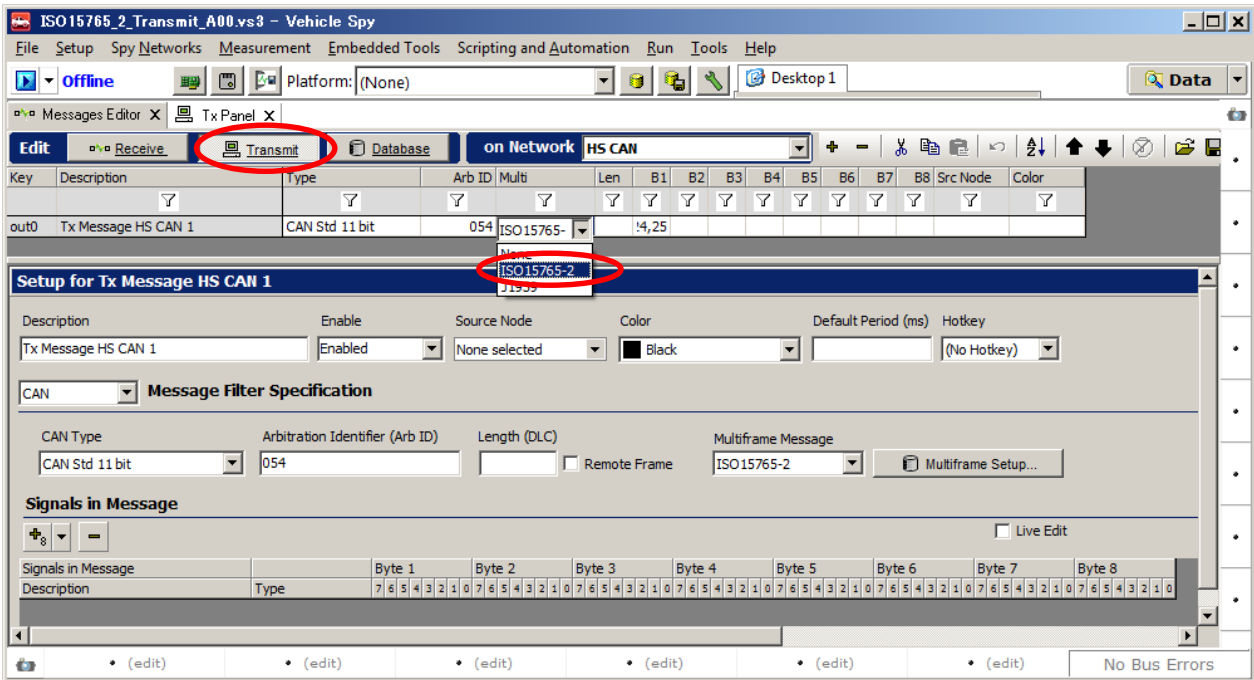 ISO15765_2_Transmit_A00.vs3 - Vehicle Spy
File Setup Spy Networks Measurement Embedded Tools Scripting and Automation Run Tools Help
Offline Platform: (None) Desktop 1 Data
Messages Editor X Tx Panel X
Edit Receive Transmit Database on Network HS CAN
Key Description Type Arb ID Multi Len B1 B2 B3 B4 B5 B6 B7 B8 Src Node Color
out0 Tx Message HS CAN 1 CAN Std 11 bit 054 ISO15765- !4,25
None
ISO15765-2
J1939
Setup for Tx Message HS CAN 1
Description Enable Source Node Color Default Period (ms) Hotkey
Tx Message HS CAN 1 Enabled None selected Black (No Hotkey)
CAN Message Filter Specification
CAN Type Arbitration Identifier (Arb ID) Length (DLC) Multiframe Message
CAN Std 11 bit 054 Remote Frame ISO15765-2 Multiframe Setup...
Signals in Message
8 Live Edit
Signals in Message Byte 1 Byte 2 Byte 3 Byte 4 Byte 5 Byte 6 Byte 7 Byte 8
Description Type 7 6 5 4 3 2 1 0 7 6 5 4 3 2 1 0 7 6 5 4 3 2 1 0 7 6 5 4 3 2 1 0 7 6 5 4 3 2 1 0 7 6 5 4 3 2 1 0 7 6 5 4 3 2 1 0 7 6 5 4 3 2 1 0
(edit) (edit) (edit) (edit) (edit) (edit) No Bus Errors